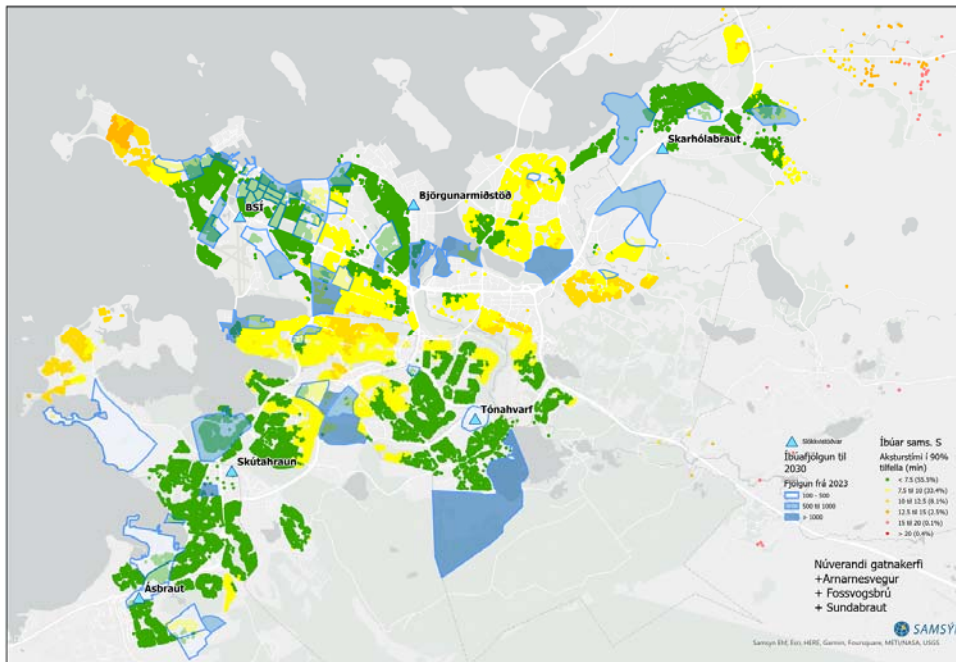 Skarhólabraut
Björgunarmiðstöð
BSÍ
Tónahvarf
Skútahraun
Ásbraut
Slökkvistöðvar
Íbúafjölgun til
2030
Fjölgun frá 2023
100 - 500
500 til 1000
> 1000
Íbúar sams. S
Aksturstími í 90%
tilfella (mín)
< 7.5 (55.5%)
7.5 til 10 (33.4%)
10 til 12.5 (8.1%)
12.5 til 15 (2.5%)
15 til 20 (0.1%)
> 20 (0.4%)
Núverandi gatnakerfi
+Arnarnesvegur
+ Fossvogsbrú
+ Sundabraut
SAMSÝN
Samsyn Ehf, Esri, HERE, Garmin, Foursquare, METI/NASA, USGS